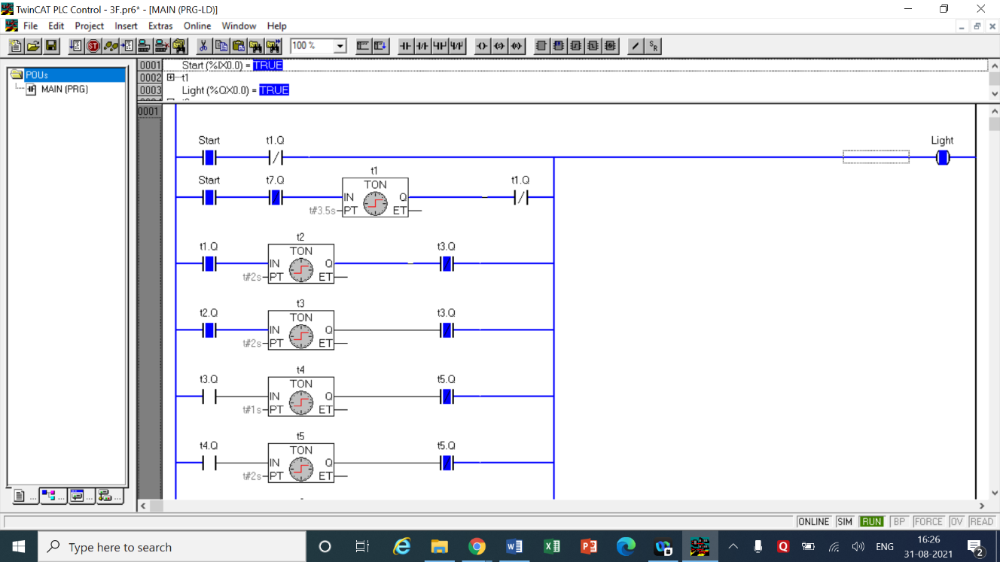 TwinCAT PLC Control - 3F.pr6* - [MAIN (PRG-LD)]
File Edit Project Insert Extras Online Window Help
100 %
POUs
MAIN (PRG)
0001 Start (%IX0.0) = TRUE
0002 t1
0003 Light (%QX0.0) = TRUE
0001
Start t1.Q Light
Start t7.Q t1 t1.Q
TON
IN Q
t#3.5s PT ET
t1.Q t2 t3.Q
TON
IN Q
t#2s PT ET
t2.Q t3 t3.Q
TON
IN Q
t#2s PT ET
t3.Q t4 t5.Q
TON
IN Q
t#1s PT ET
t4.Q t5 t5.Q
TON
IN Q
t#2s PT ET
ONLINE SIM RUN BP FORCE OV READ
Type here to search
ENG
16:26
31-08-2021
2